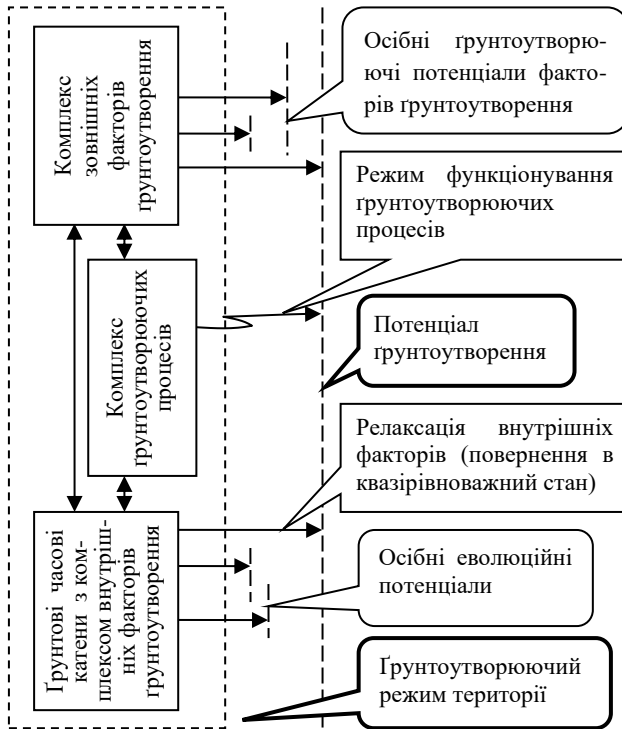 Комплекс
зовнішніх
факторів
ґрунтоутворення
Комплекс
ґрунтоутворюючих
процесів
Ґрунтові часові
катени з ком-
плексом внутріш-
ніх факторів
ґрунтоутворення
Осібні ґрунтоутворю-
ючі потенціали факто-
рів ґрунтоутворення
Режим функціонування
ґрунтоутворюючих
процесів
Потенціал
ґрунтоутворення
Релаксація внутрішніх
факторів (повернення в
квазірівноважний стан)
Осібні еволюційні
потенціали
Ґрунтоутворюючий
режим території